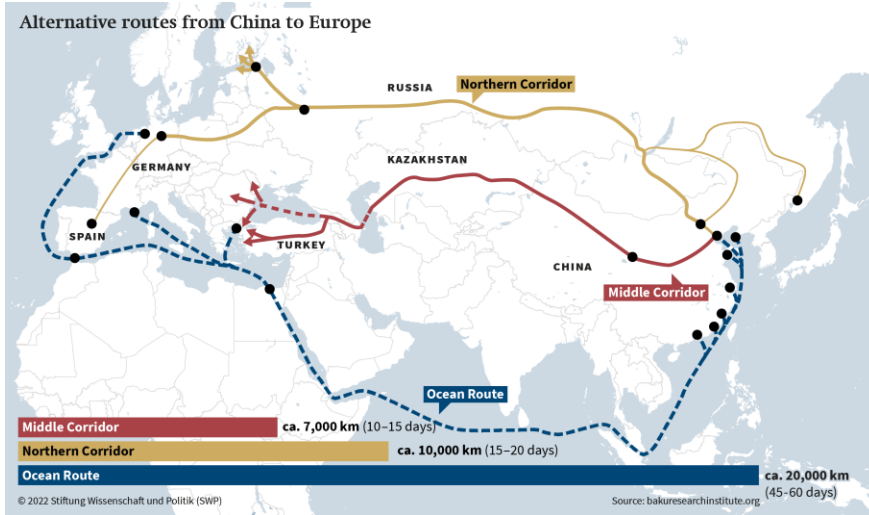 Alternative routes from China to Europe
RUSSIA
Northern Corridor
GERMANY
KAZAKHSTAN
SPAIN
TURKEY
CHINA
Middle Corridor
Ocean Route
Middle Corridor ca. 7,000 km (10–15 days)
Northern Corridor ca. 10,000 km (15–20 days)
Ocean Route ca. 20,000 km
(45-60 days)
© 2022 Stiftung Wissenschaft und Politik (SWP) Source: bakuresearchinstitute.org